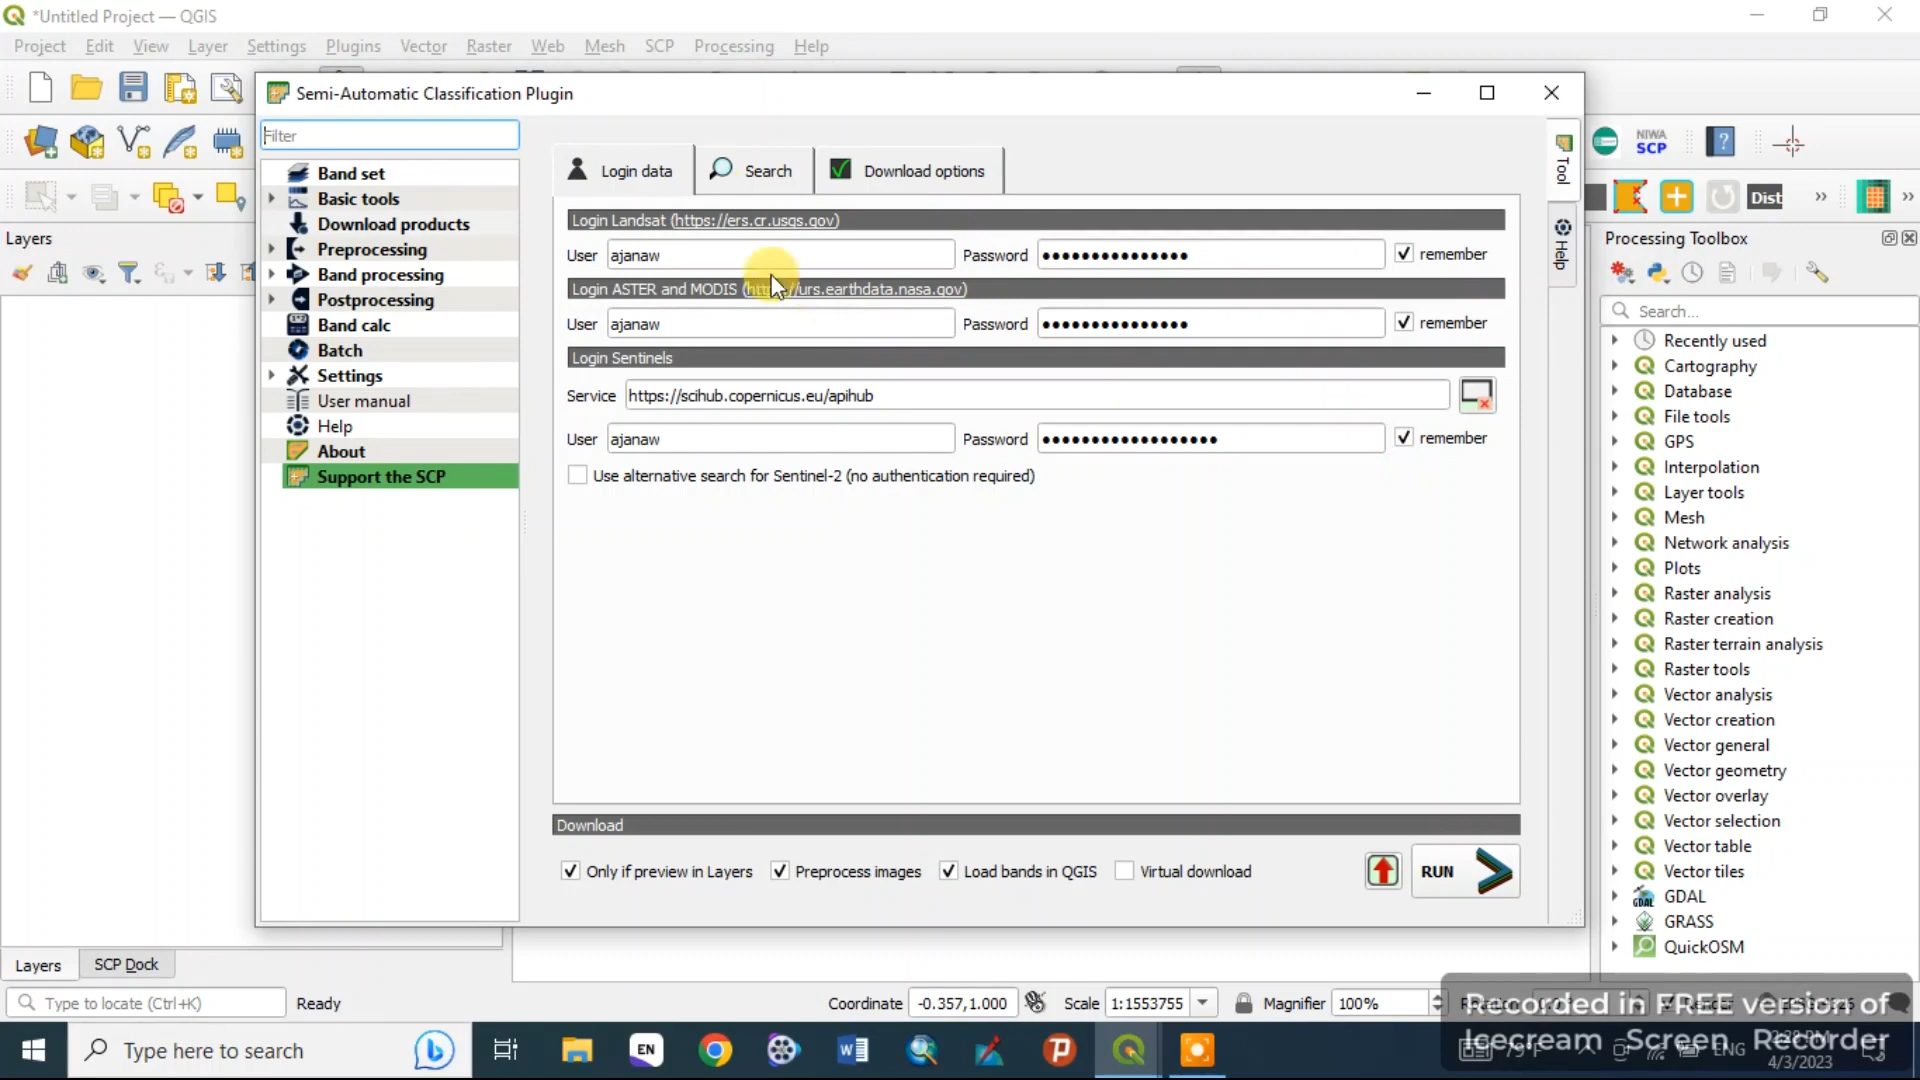 *Untitled Project — QGIS
Project Edit View Layer Settings Plugins Vector Raster Web Mesh SCP Processing Help
Semi-Automatic Classification Plugin
Filter
Band set
Basic tools
Download products
Preprocessing
Band processing
Postprocessing
Band calc
Batch
Settings
User manual
Help
About
Support the SCP
Login data Search Download options
Login Landsat (https://ers.cr.usgs.gov)
User ajanaw Password ●●●●●●●●●●●●●●● remember
Login ASTER and MODIS (https://urs.earthdata.nasa.gov)
User ajanaw Password ●●●●●●●●●●●●●●● remember
Login Sentinels
Service https://scihub.copernicus.eu/apihub
User ajanaw Password ●●●●●●●●●●●●●●●●●● remember
Use alternative search for Sentinel-2 (no authentication required)
Download
Only if preview in Layers Preprocess images Load bands in QGIS Virtual download RUN
Tool
Help
NIWA
SCP
Dist
Layers
Processing Toolbox
Search...
Recently used
Cartography
Database
File tools
GPS
Interpolation
Layer tools
Mesh
Network analysis
Plots
Raster analysis
Raster creation
Raster terrain analysis
Raster tools
Vector analysis
Vector creation
Vector general
Vector geometry
Vector overlay
Vector selection
Vector table
Vector tiles
GDAL
GRASS
QuickOSM
Layers SCP Dock
Type to locate (Ctrl+K) Ready Coordinate -0.357,1.000 Scale 1:1553755 Magnifier 100%
Recorded in FREE version of
Icecream Screen Recorder
Type here to search
EN
ENG
4/3/2023